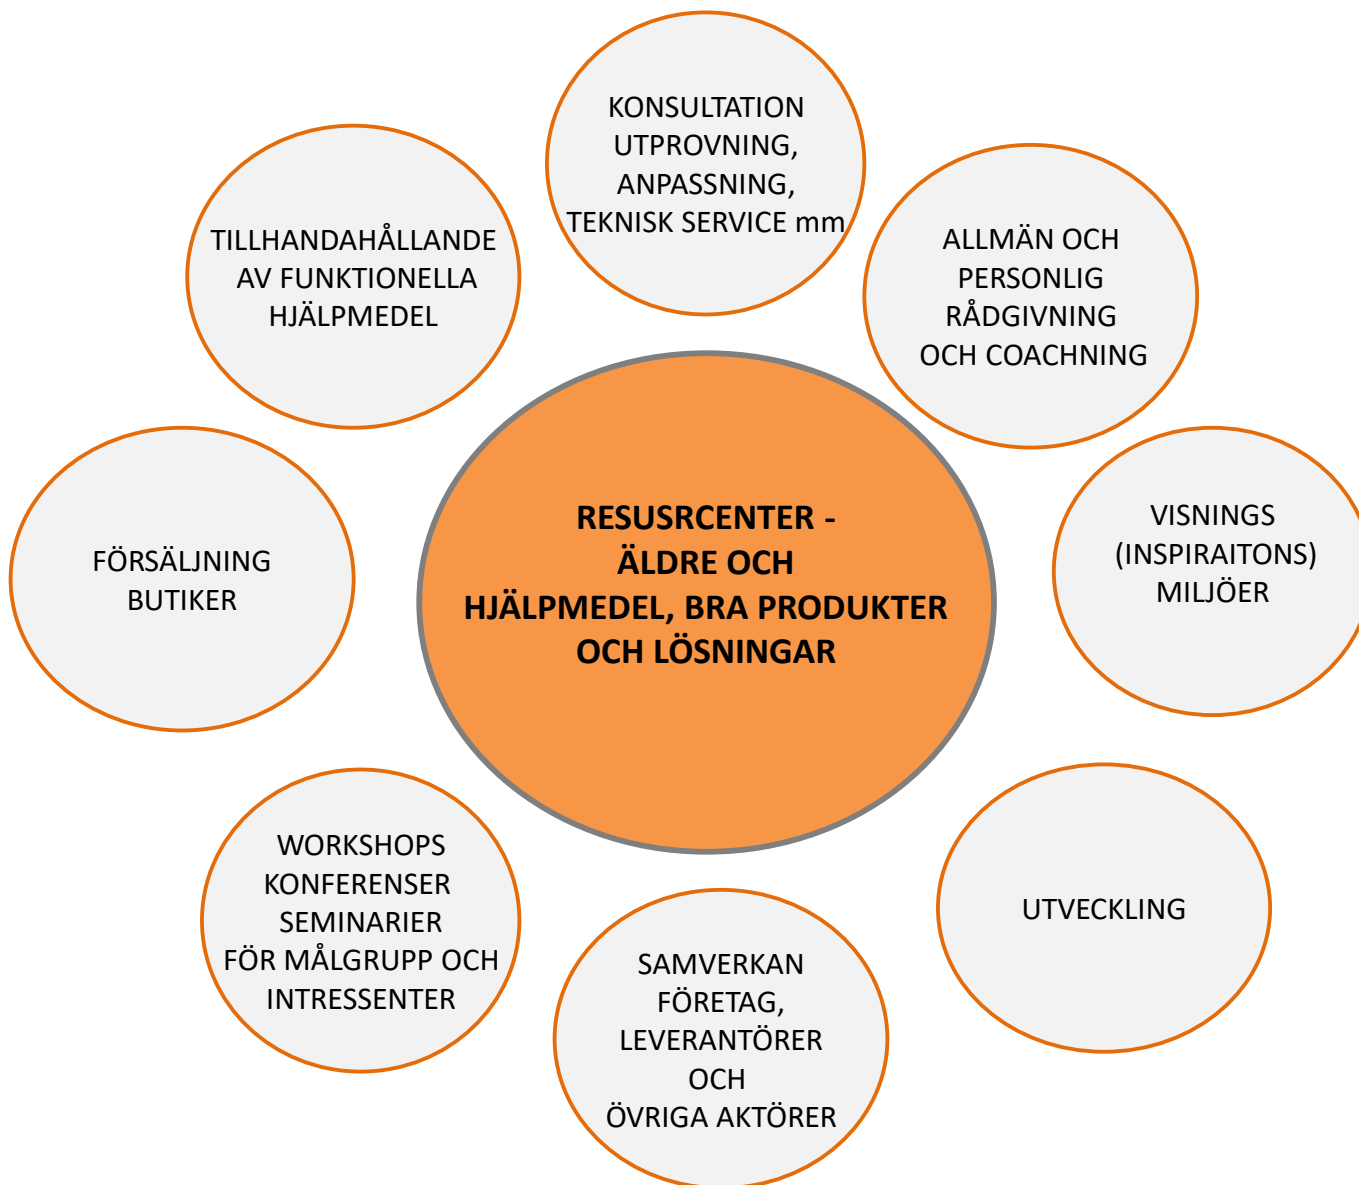 KONSULTATION
UTPROVNING,
ANPASSNING,
TEKNISK SERVICE mm
TILLHANDAHÅLLANDE
AV FUNKTIONELLA
HJÄLPMEDEL
ALLMÄN OCH
PERSONLIG
RÅDGIVNING
OCH COACHNING
RESUSRCENTER -
ÄLDRE OCH
HJÄLPMEDEL, BRA PRODUKTER
OCH LÖSNINGAR
VISNINGS
(INSPIRAITONS)
MILJÖER
FÖRSÄLJNING
BUTIKER
WORKSHOPS
KONFERENSER
SEMINARIER
FÖR MÅLGRUPP OCH
INTRESSENTER
UTVECKLING
SAMVERKAN
FÖRETAG,
LEVERANTÖRER
OCH
ÖVRIGA AKTÖRER